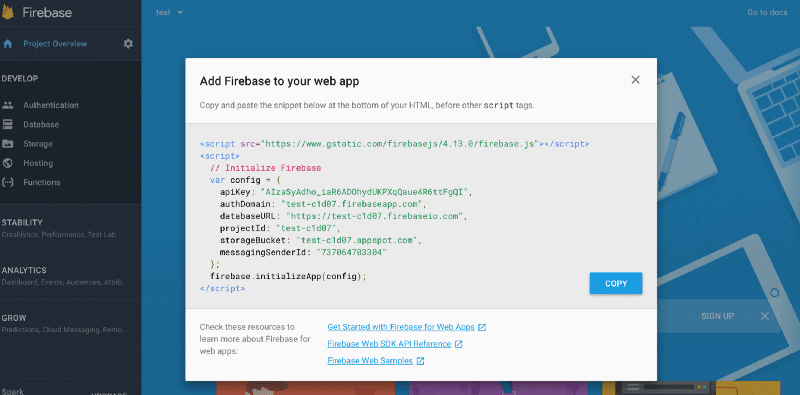 Firebase
test
Go to docs
Project Overview
DEVELOP
Authentication
Database
Storage
Hosting
Functions
STABILITY
Crashlytics, Performance, Test Lab
ANALYTICS
Dashboard, Events, Audiences, Attrib...
GROW
Predictions, Cloud Messaging, Remo...
Spark
UPGRADE
Add Firebase to your web app
Copy and paste the snippet below at the bottom of your HTML, before other script tags.
<script src="https://www.gstatic.com/firebasejs/4.13.0/firebase.js"></script>
<script>
// Initialize Firebase
var config = {
apiKey: "AIzaSyAdho_iaR6ADOhydUKPXqQaue4R6ttFgQI",
authDomain: "test-c1d07.firebaseapp.com",
databaseURL: "https://test-c1d07.firebaseio.com",
projectId: "test-c1d07",
storageBucket: "test-c1d07.appspot.com",
messagingSenderId: "737064703304"
};
firebase.initializeApp(config);
</script>
COPY
Check these resources to
learn more about Firebase for
web apps:
Get Started with Firebase for Web Apps
Firebase Web SDK API Reference
Firebase Web Samples
SIGN UP